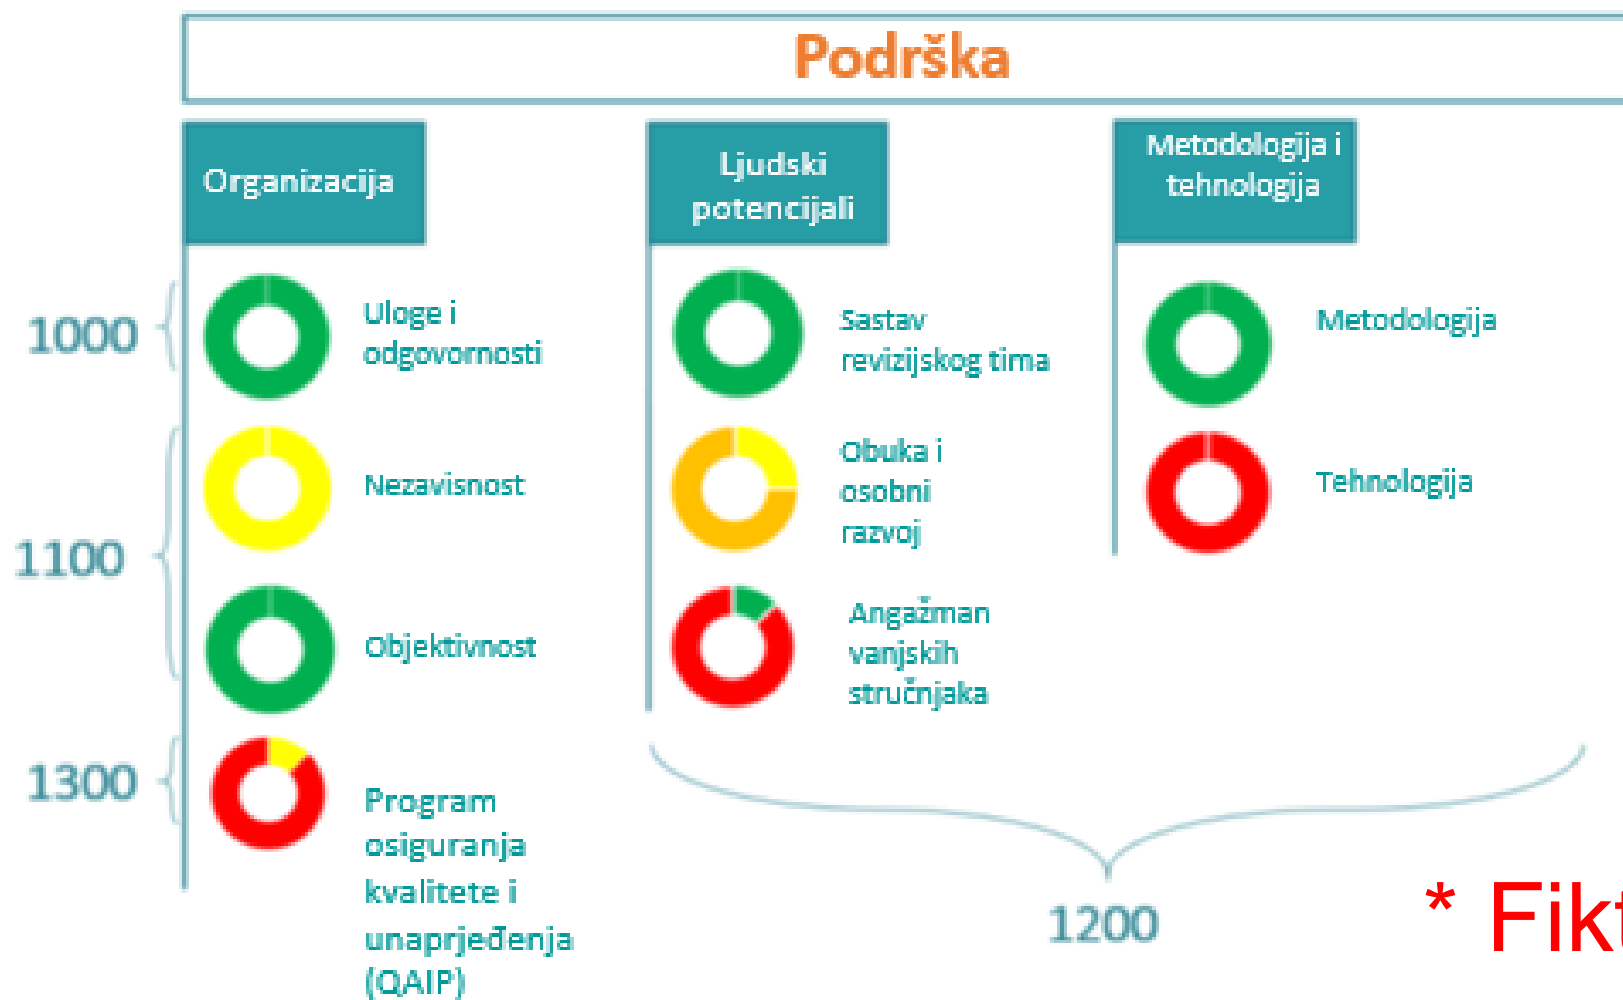 Podrška
Organizacija
Ljudski
potencijali
Metodologija i
tehnologija
1000
Uloge i
odgovornosti
Sastav
revizijskog tima
Metodologija
1100
Nezavisnost
Obuka i
osobni
razvoj
Tehnologija
Objektivnost
Angažman
vanjskih
stručnjaka
1300
Program
osiguranja
kvalitete i
unaprjeđenja
(QAIP)
1200
* Fikt